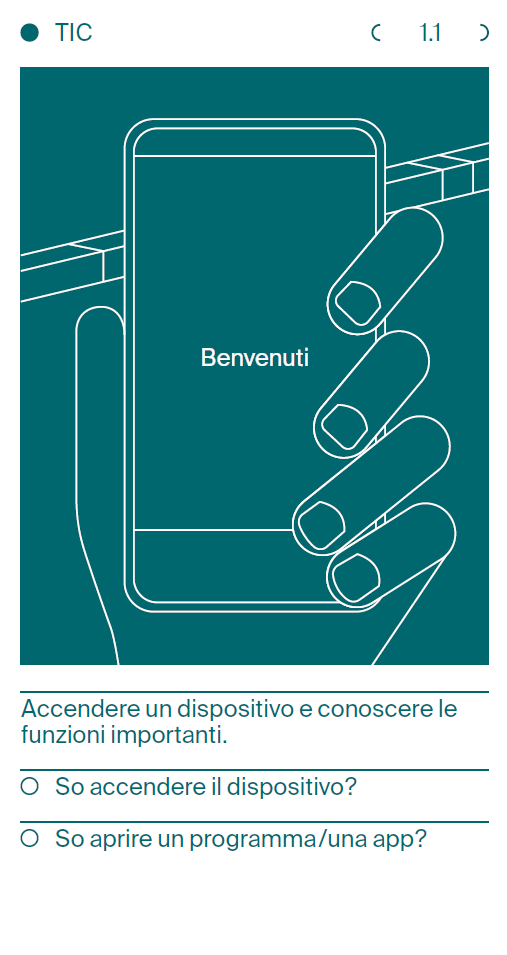 TIC
1.1
Benvenuti
Accendere un dispositivo e conoscere le
funzioni importanti.
So accendere il dispositivo?
So aprire un programma/una app?